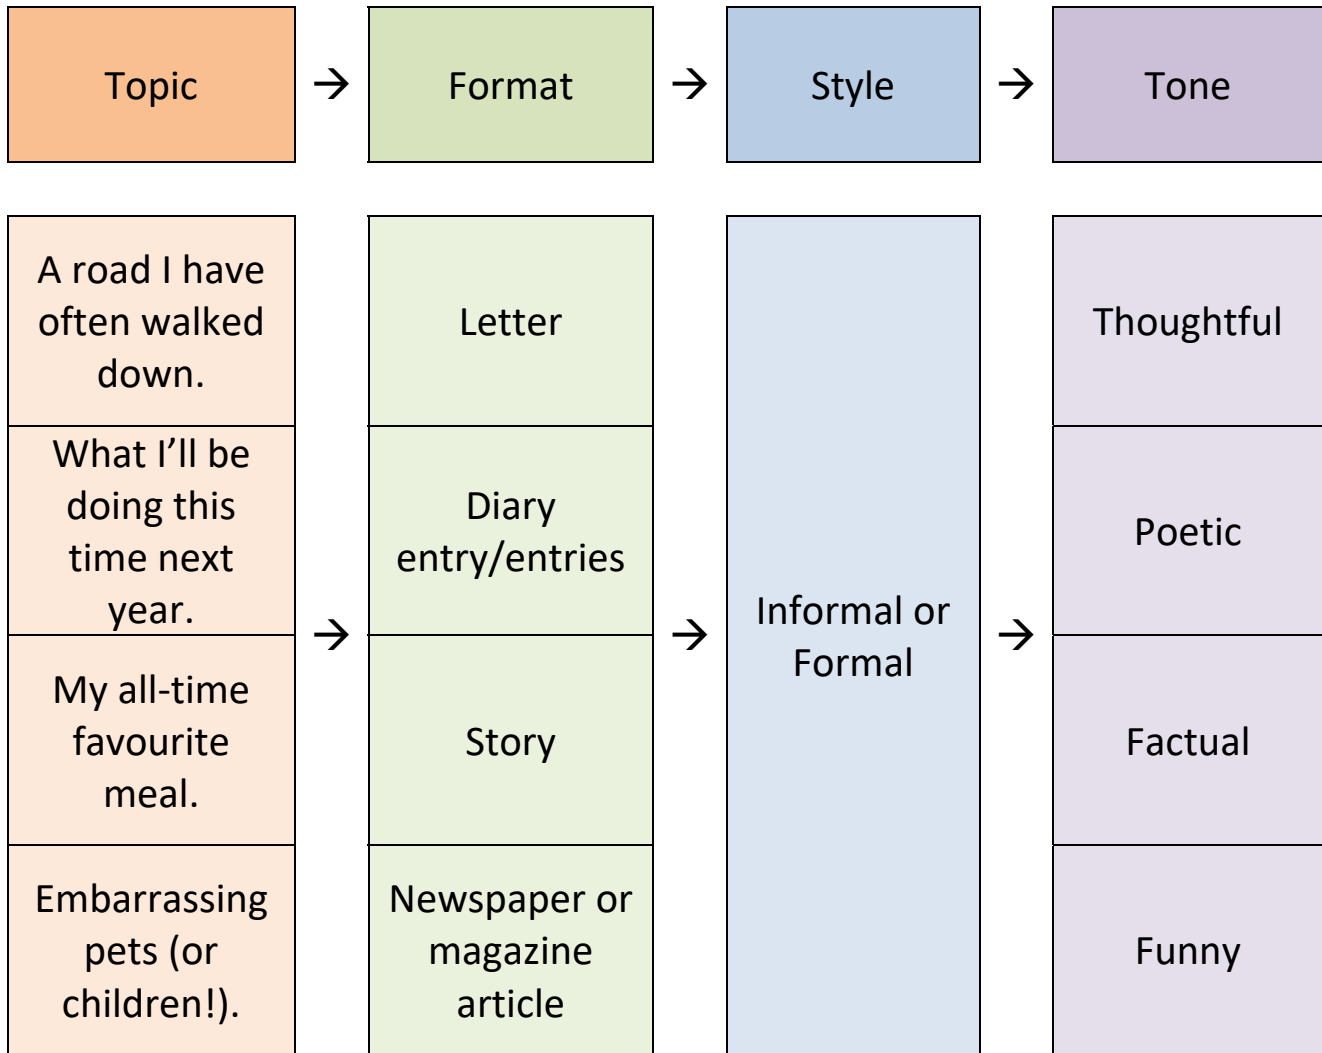 Topic → Format → Style → Tone
A road I have
often walked
down.
What I’ll be
doing this
time next
year.
My all-time
favourite
meal.
Embarrassing
pets (or
children!).
→
Letter
Diary
entry/entries
Story
Newspaper or
magazine
article
→
Informal or
Formal
→
Thoughtful
Poetic
Factual
Funny